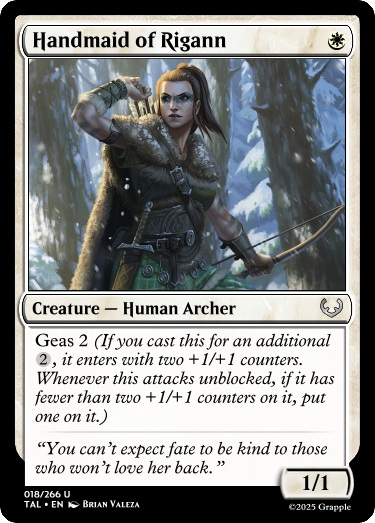 Handmaid of Rigann
Creature — Human Archer
Geas 2 (If you cast this for an additional
2, it enters with two +1/+1 counters.
Whenever this attacks unblocked, if it has
fewer than two +1/+1 counters on it, put
one on it.)
“You can’t expect fate to be kind to those
who won’t love her back.”
1/1
018/266 U
TAL • EN Brian Valeza
©2025 Grapple